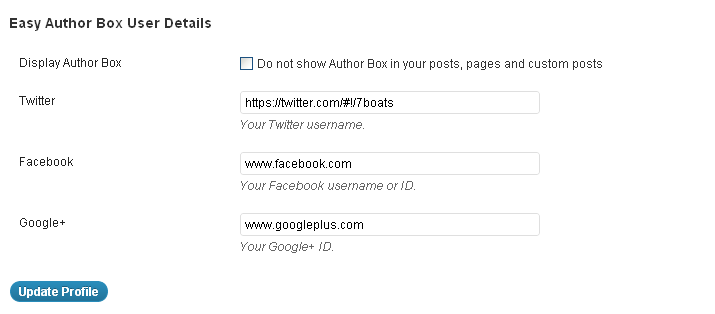 Easy Author Box User Details
Display Author Box Do not show Author Box in your posts, pages and custom posts
Twitter https://twitter.com/#!/7boats
Your Twitter username.
Facebook www.facebook.com
Your Facebook username or ID.
Google+ www.googleplus.com
Your Google+ ID.
Update Profile